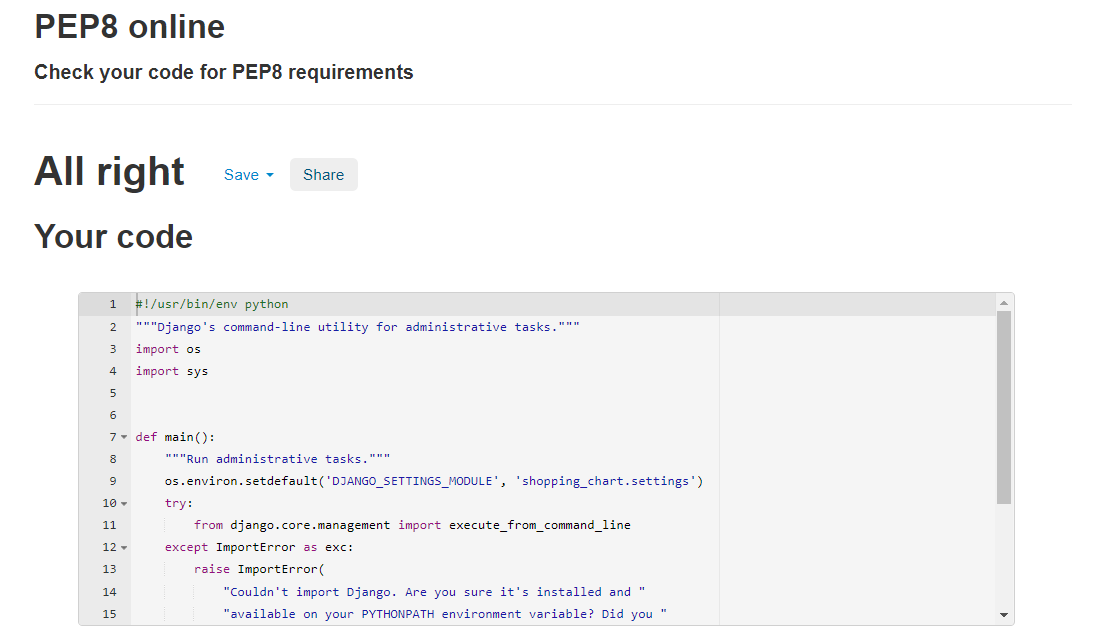 PEP8 online
Check your code for PEP8 requirements
All right Save Share
Your code
1 #!/usr/bin/env python
2 """Django's command-line utility for administrative tasks."""
3 import os
4 import sys
5
6
7 def main():
8 """Run administrative tasks."""
9 os.environ.setdefault('DJANGO_SETTINGS_MODULE', 'shopping_chart.settings')
10 try:
11 from django.core.management import execute_from_command_line
12 except ImportError as exc:
13 raise ImportError(
14 "Couldn't import Django. Are you sure it's installed and "
15 "available on your PYTHONPATH environment variable? Did you "